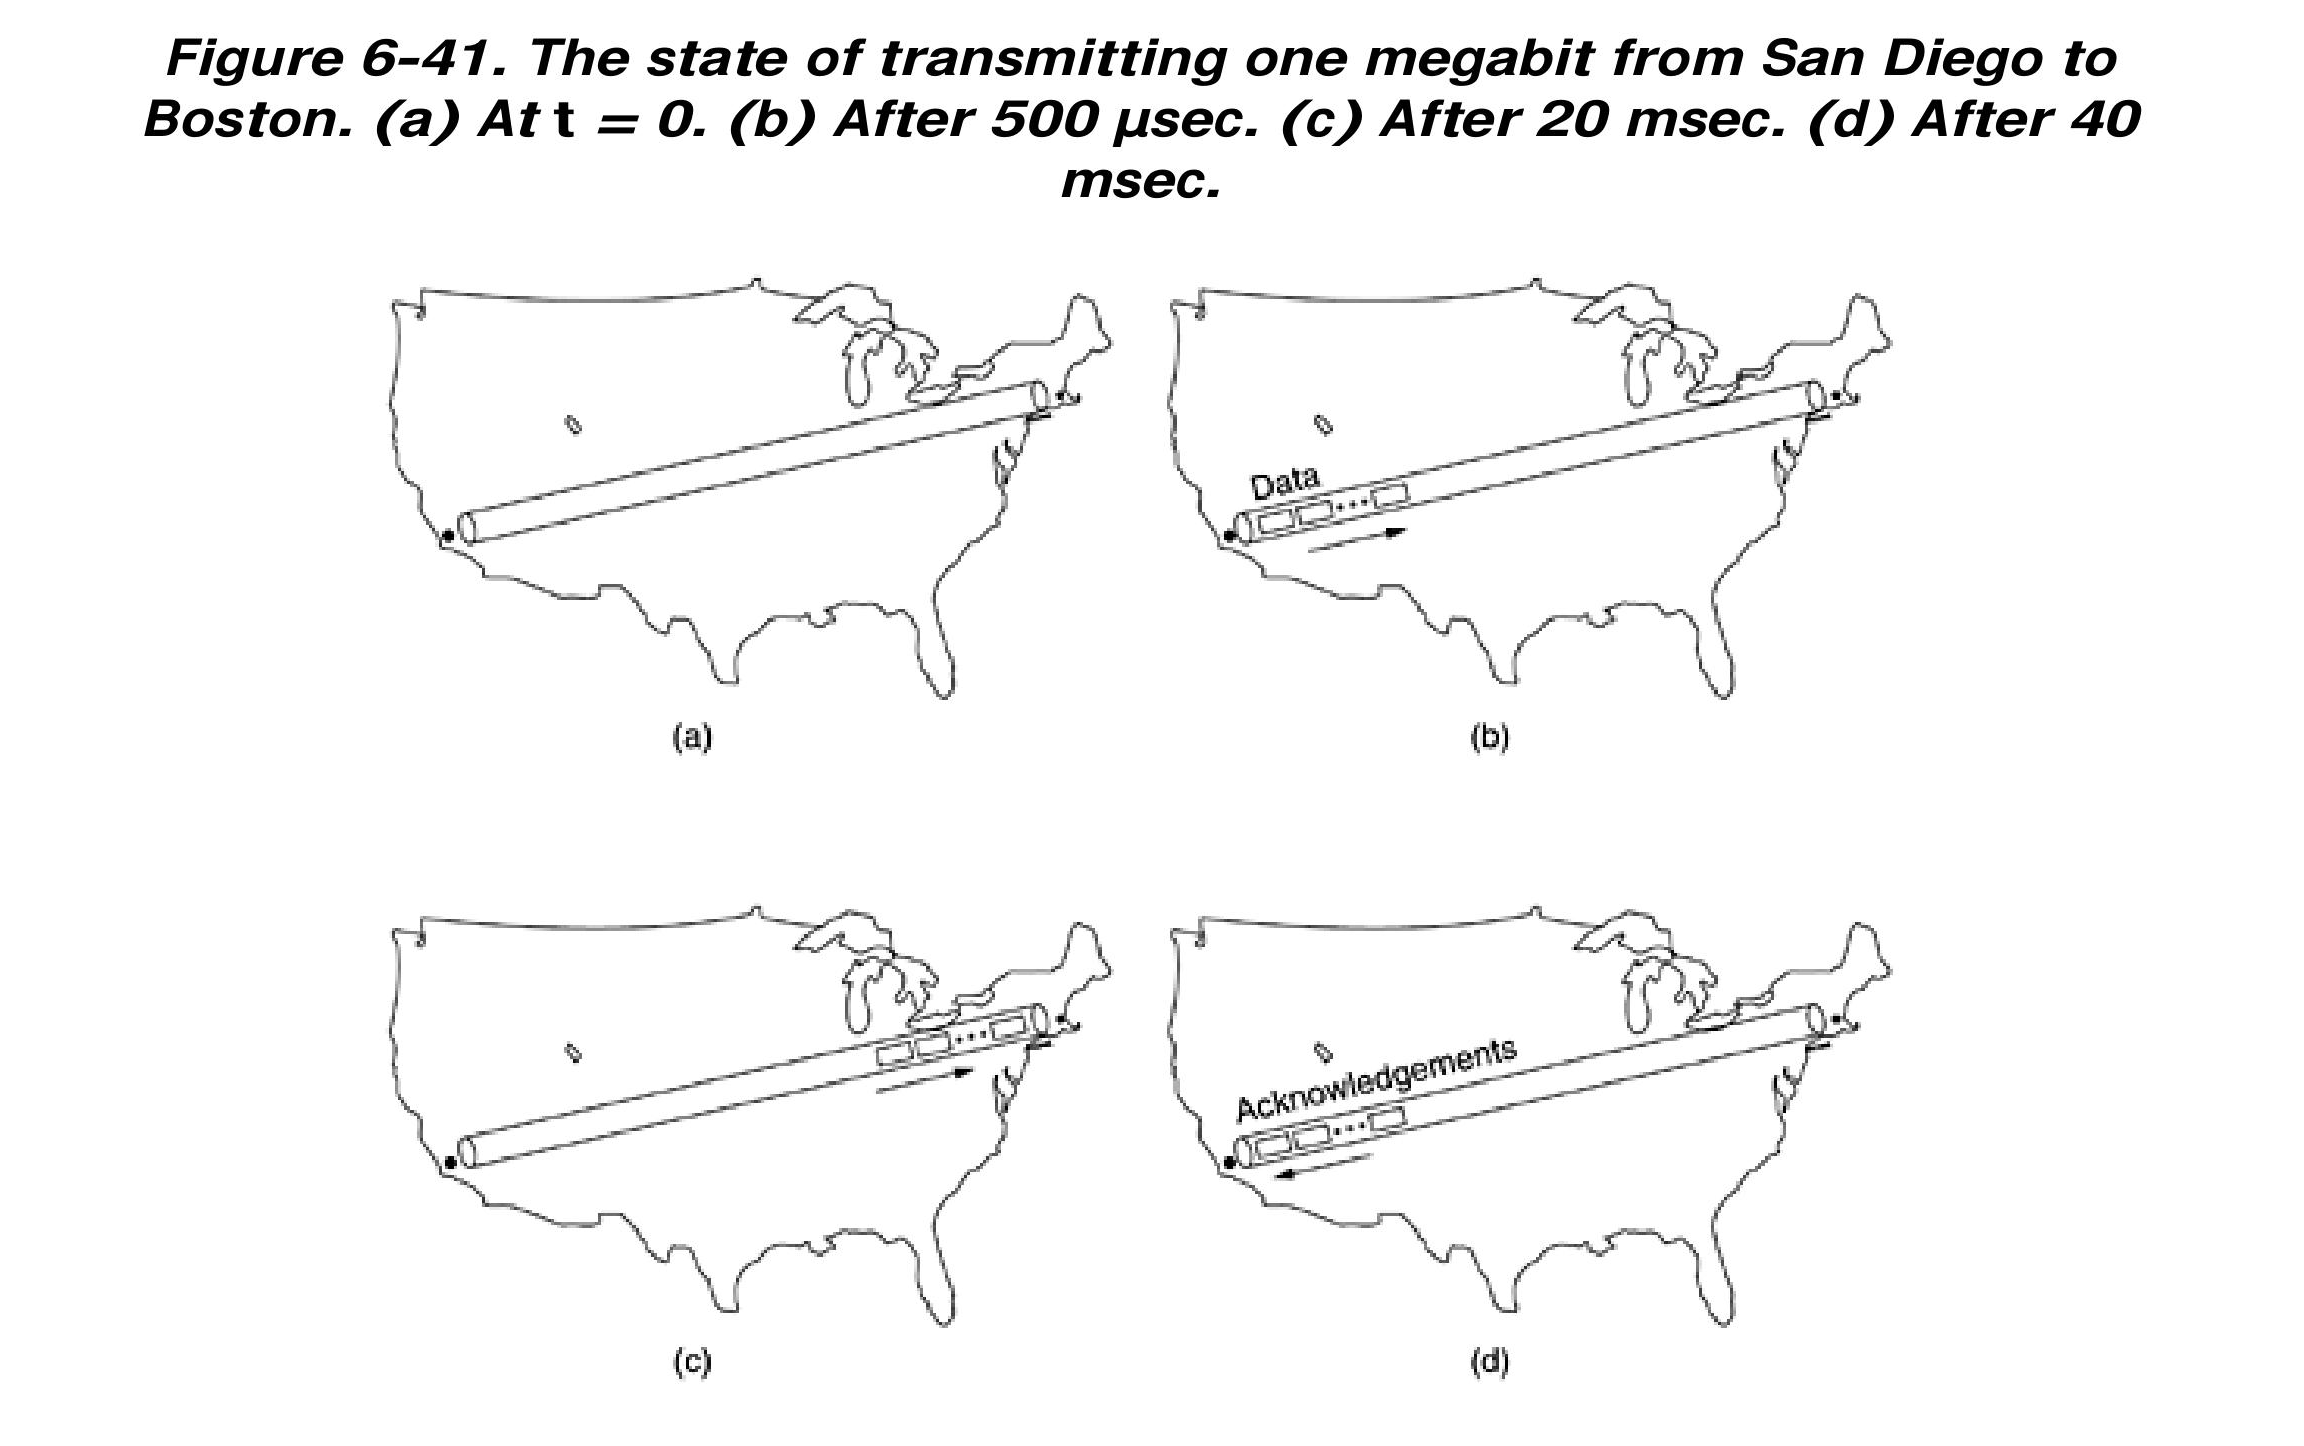 Figure 6-41. The state of transmitting one megabit from San Diego to
Boston. (a) At t = 0. (b) After 500 μsec. (c) After 20 msec. (d) After 40
msec.
Data
(a)
(b)
Acknowledgements
(c)
(d)